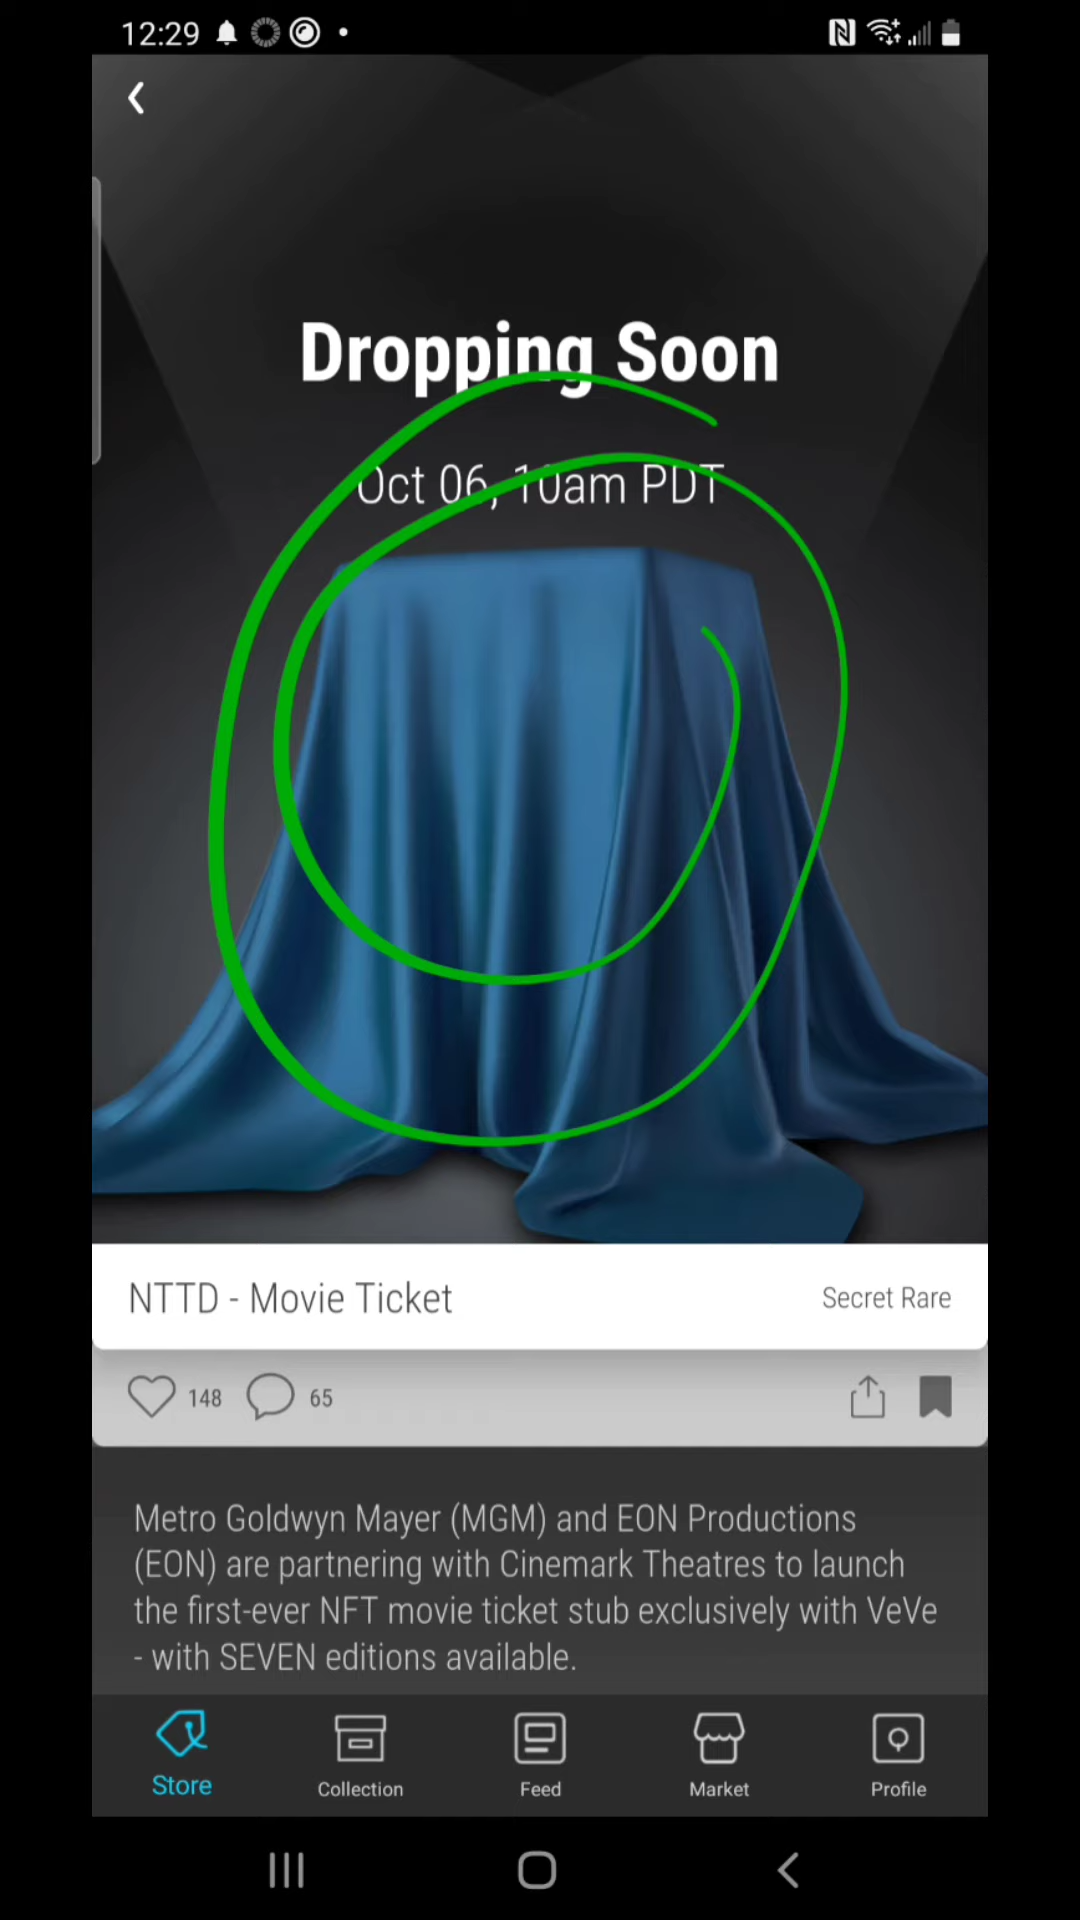 12:29
Dropping Soon
Oct 06, 10am PDT
NTTD - Movie Ticket
Secret Rare
148
65
Metro Goldwyn Mayer (MGM) and EON Productions
(EON) are partnering with Cinemark Theatres to launch
the first-ever NFT movie ticket stub exclusively with VeVe
- with SEVEN editions available.
Store
Collection
Feed
Market
Profile